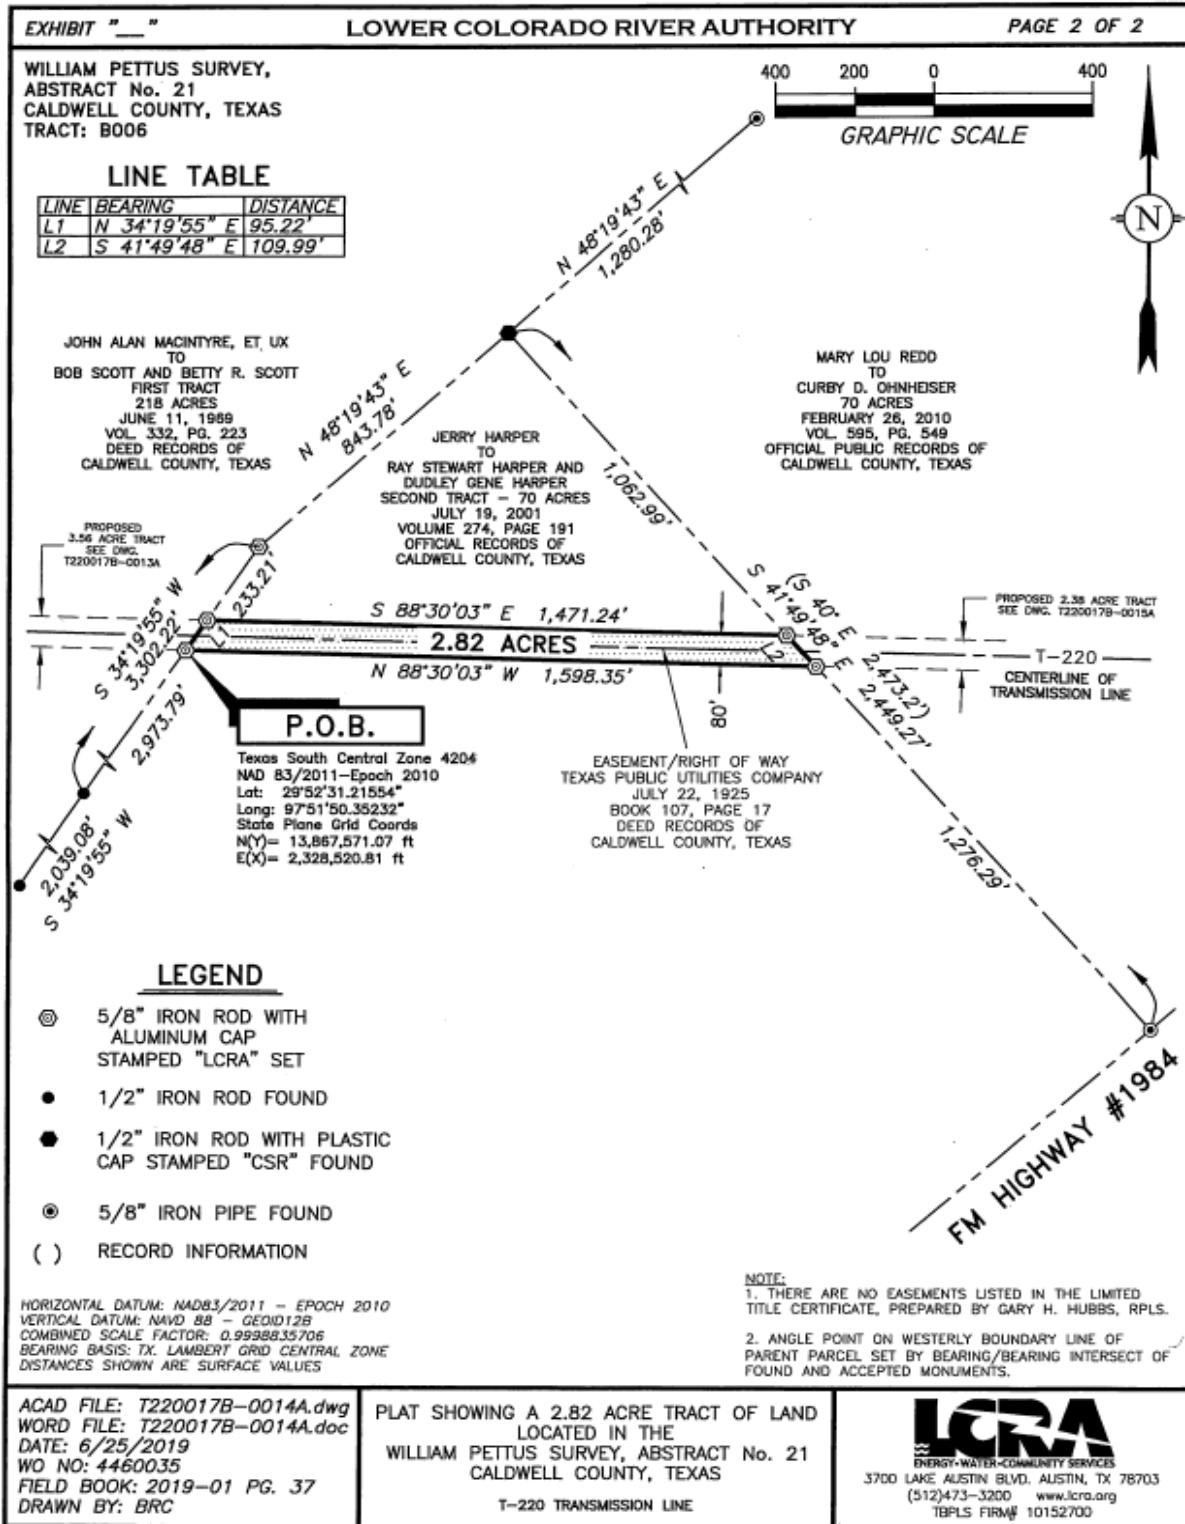 EXHIBIT "__"
LOWER COLORADO RIVER AUTHORITY
PAGE 2 OF 2
WILLIAM PETTUS SURVEY,
ABSTRACT No. 21
CALDWELL COUNTY, TEXAS
TRACT: B006
400 200 0 400
GRAPHIC SCALE
N
LINE TABLE
LINE BEARING DISTANCE
L1 N 34°19'55" E 95.22'
L2 S 41°49'48" E 109.99'
N 48°19'43" E
1,280.28'
JOHN ALAN MACINTYRE, ET UX
TO
BOB SCOTT AND BETTY R. SCOTT
FIRST TRACT
218 ACRES
JUNE 11, 1969
VOL. 332, PG. 223
DEED RECORDS OF
CALDWELL COUNTY, TEXAS
N 48°19'43" E
843.78'
JERRY HARPER
TO
RAY STEWART HARPER AND
DUDLEY GENE HARPER
SECOND TRACT - 70 ACRES
JULY 19, 2001
VOLUME 274, PAGE 191
OFFICIAL RECORDS OF
CALDWELL COUNTY, TEXAS
MARY LOU REDD
TO
CURBY D. OHNHEISER
70 ACRES
FEBRUARY 26, 2010
VOL. 595, PG. 549
OFFICIAL PUBLIC RECORDS OF
CALDWELL COUNTY, TEXAS
1,062.99'
PROPOSED
3.56 ACRE TRACT
SEE DWG.
T220017B-0013A
S 34°19'55" W
3,302.22'
233.21'
L1
S 88°30'03" E 1,471.24'
2.82 ACRES
N 88°30'03" W 1,598.35'
L2
80'
(S 40° E 2,473.2')
S 41°49'48" E 2,449.27'
PROPOSED 2.38 ACRE TRACT
SEE DWG. T220017B-0015A
T-220
CENTERLINE OF
TRANSMISSION LINE
2,973.79'
P.O.B.
Texas South Central Zone 4204
NAD 83/2011-Epoch 2010
Lat: 29°52'31.21554"
Long: 97°51'50.35232"
State Plane Grid Coords
N(Y)= 13,867,571.07 ft
E(X)= 2,328,520.81 ft
EASEMENT/RIGHT OF WAY
TEXAS PUBLIC UTILITIES COMPANY
JULY 22, 1925
BOOK 107, PAGE 17
DEED RECORDS OF
CALDWELL COUNTY, TEXAS
2,039.08'
S 34°19'55" W
1,276.29'
FM HIGHWAY #1984
LEGEND
5/8" IRON ROD WITH
ALUMINUM CAP
STAMPED "LCRA" SET
1/2" IRON ROD FOUND
1/2" IRON ROD WITH PLASTIC
CAP STAMPED "CSR" FOUND
5/8" IRON PIPE FOUND
( ) RECORD INFORMATION
HORIZONTAL DATUM: NAD83/2011 - EPOCH 2010
VERTICAL DATUM: NAVD 88 - GEOID12B
COMBINED SCALE FACTOR: 0.9998835706
BEARING BASIS: TX. LAMBERT GRID CENTRAL ZONE
DISTANCES SHOWN ARE SURFACE VALUES
NOTE:
1. THERE ARE NO EASEMENTS LISTED IN THE LIMITED
TITLE CERTIFICATE, PREPARED BY GARY H. HUBBS, RPLS.
2. ANGLE POINT ON WESTERLY BOUNDARY LINE OF
PARENT PARCEL SET BY BEARING/BEARING INTERSECT OF
FOUND AND ACCEPTED MONUMENTS.
ACAD FILE: T220017B-0014A.dwg
WORD FILE: T220017B-0014A.doc
DATE: 6/25/2019
WO NO: 4460035
FIELD BOOK: 2019-01 PG. 37
DRAWN BY: BRC
PLAT SHOWING A 2.82 ACRE TRACT OF LAND
LOCATED IN THE
WILLIAM PETTUS SURVEY, ABSTRACT No. 21
CALDWELL COUNTY, TEXAS
T-220 TRANSMISSION LINE
LCRA
ENERGY•WATER•COMMUNITY SERVICES
3700 LAKE AUSTIN BLVD. AUSTIN, TX 78703
(512)473-3200 www.lcra.org
TBPLS FIRM# 10152700